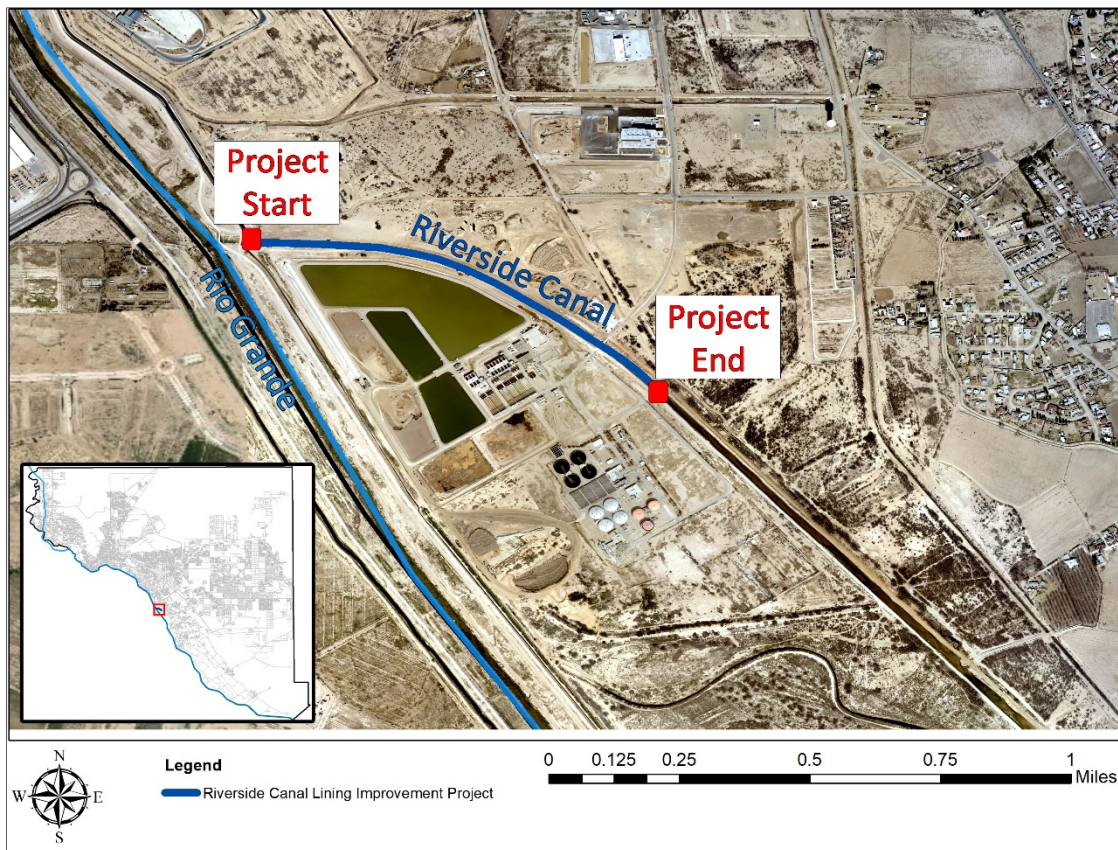 Project
Start
Riverside Canal
Project
End
Rio Grande
N
W E
S
Legend
Riverside Canal Lining Improvement Project
0 0.125 0.25 0.5 0.75 1
Miles